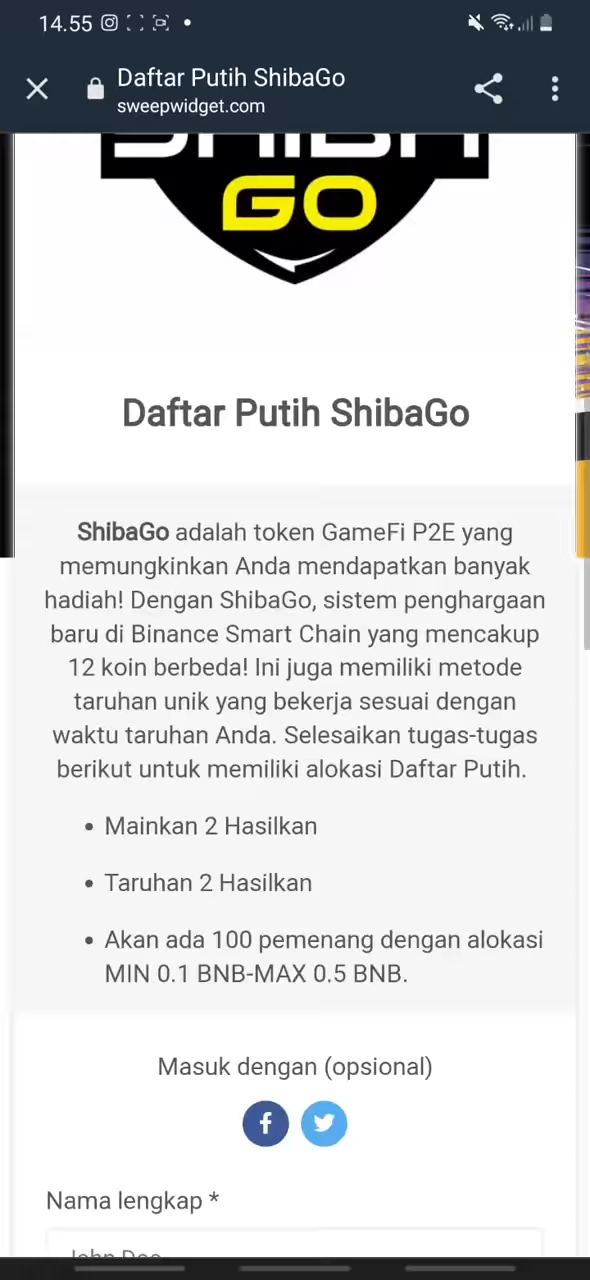 14.55
Daftar Putih ShibaGo
sweepwidget.com
SHIBA
GO
Daftar Putih ShibaGo
ShibaGo adalah token GameFi P2E yang
memungkinkan Anda mendapatkan banyak
hadiah! Dengan ShibaGo, sistem penghargaan
baru di Binance Smart Chain yang mencakup
12 koin berbeda! Ini juga memiliki metode
taruhan unik yang bekerja sesuai dengan
waktu taruhan Anda. Selesaikan tugas-tugas
berikut untuk memiliki alokasi Daftar Putih.
• Mainkan 2 Hasilkan
• Taruhan 2 Hasilkan
• Akan ada 100 pemenang dengan alokasi
MIN 0.1 BNB-MAX 0.5 BNB.
Masuk dengan (opsional)
Nama lengkap *
John Doe